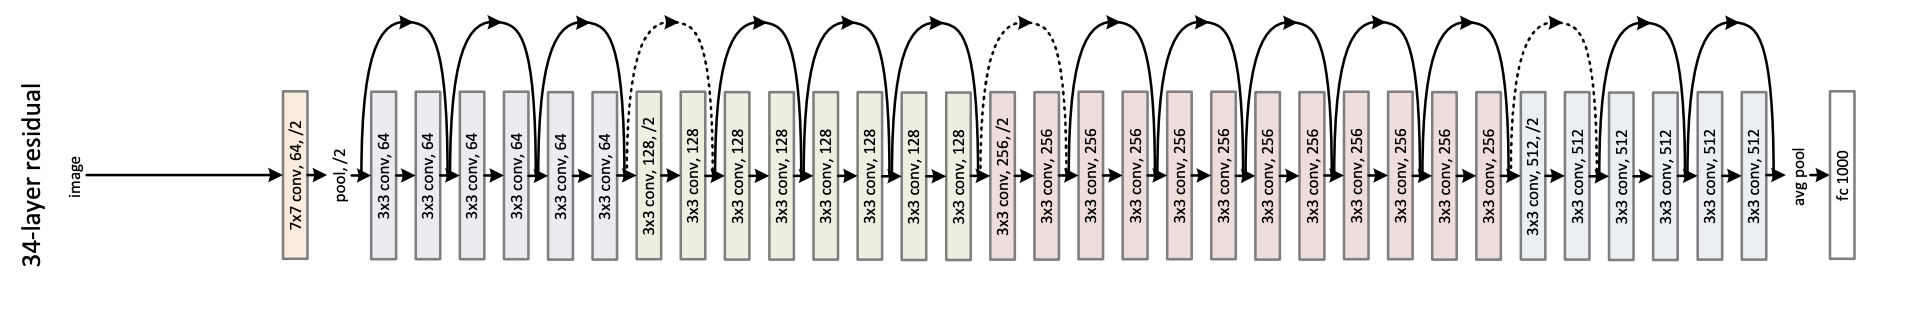 34-layer residual
image
7x7 conv, 64, /2
pool, /2
3x3 conv, 64
3x3 conv, 64
3x3 conv, 64
3x3 conv, 64
3x3 conv, 64
3x3 conv, 64
3x3 conv, 128, /2
3x3 conv, 128
3x3 conv, 128
3x3 conv, 128
3x3 conv, 128
3x3 conv, 128
3x3 conv, 128
3x3 conv, 128
3x3 conv, 256, /2
3x3 conv, 256
3x3 conv, 256
3x3 conv, 256
3x3 conv, 256
3x3 conv, 256
3x3 conv, 256
3x3 conv, 256
3x3 conv, 256
3x3 conv, 256
3x3 conv, 256
3x3 conv, 256
3x3 conv, 512, /2
3x3 conv, 512
3x3 conv, 512
3x3 conv, 512
3x3 conv, 512
3x3 conv, 512
avg pool
fc 1000